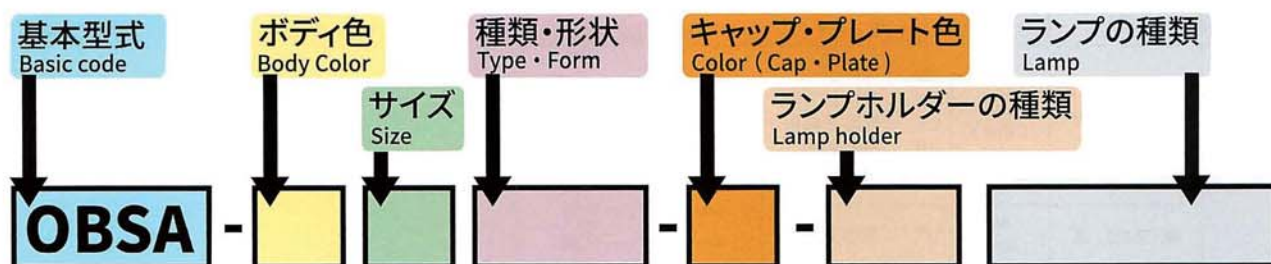 基本型式
Basic code
ボディ色
Body Color
サイズ
Size
種類・形状
Type・Form
キャップ・プレート色
Color ( Cap・Plate )
ランプホルダーの種類
Lamp holder
ランプの種類
Lamp
OBSA - - -